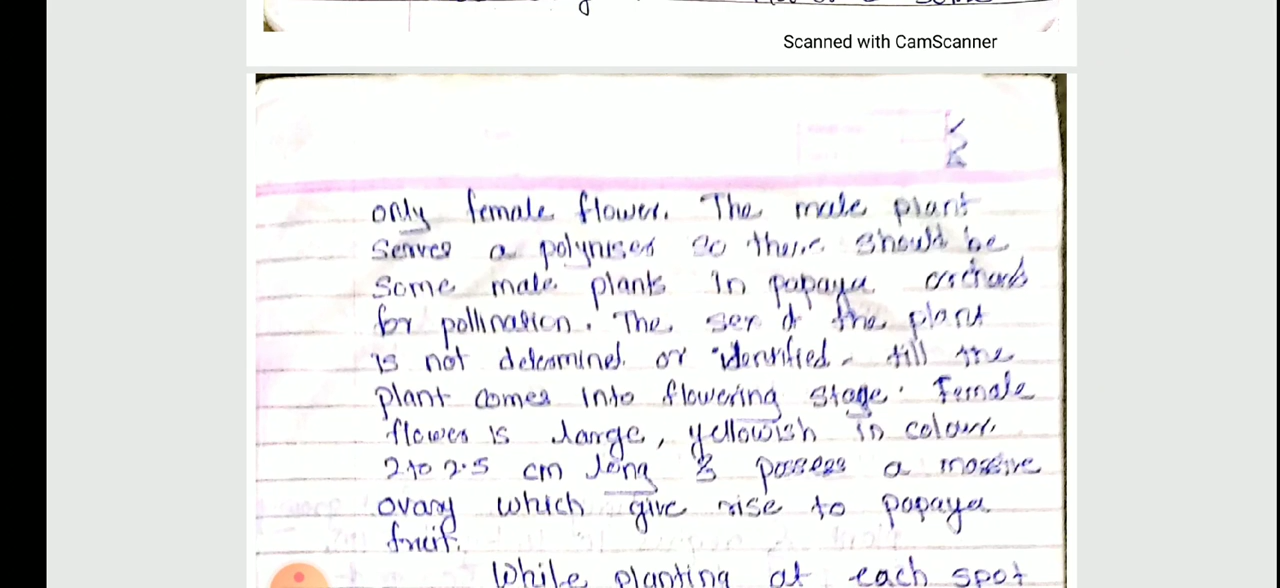 Scanned with CamScanner
only female flower. The male plant
serves a polyniser so there should be
some male plants in papaya orchards
for pollination. The sex of the plant
is not determined or identified till the
plant comes into flowering stage. Female
flower is large, yellowish in colour.
2 to 2.5 cm long & possess a massive
ovary which give rise to papaya
fruit.
While planting at each spot